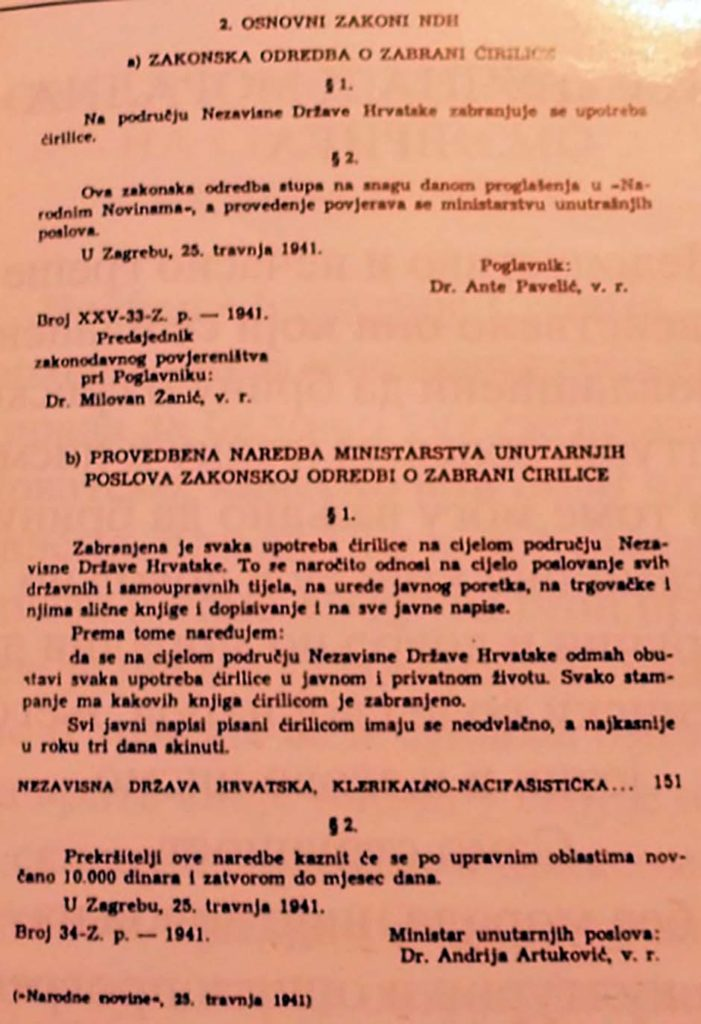 2. OSNOVNI ZAKONI NDH
a) ZAKONSKA ODREDBA O ZABRANI ĆIRILICE
§ 1.
Na području Nezavisne Države Hrvatske zabranjuje se upotreba
ćirilice.
§ 2.
Ova zakonska odredba stupa na snagu danom proglašenja u »Na-
rodnim Novinama«, a provedenje povjerava se ministarstvu unutrašnjih
poslova.
U Zagrebu, 25. travnja 1941.
Poglavnik:
Dr. Ante Pavelić, v. r.
Broj XXV-33-Z. p. — 1941.
Predsjednik
zakonodavnog povjereništva
pri Poglavniku:
Dr. Milovan Žanić, v. r.
b) PROVEDBENA NAREDBA MINISTARSTVA UNUTARNJIH
POSLOVA ZAKONSKOJ ODREDBI O ZABRANI ĆIRILICE
§ 1.
Zabranjena je svaka upotreba ćirilice na cijelom području Neza-
visne Države Hrvatske. To se naročito odnosi na cijelo poslovanje svih
državnih i samoupravnih tijela, na urede javnog poretka, na trgovačke i
njima slične knjige i dopisivanje i na sve javne napise.
Prema tome naređujem:
da se na cijelom području Nezavisne Države Hrvatske odmah obu-
stavi svaka upotreba ćirilice u javnom i privatnom životu. Svako štam-
panje ma kakovih knjiga ćirilicom je zabranjeno.
Svi javni napisi pisani ćirilicom imaju se neodvlačno, a najkasnije
u roku tri dana skinuti.
NEZAVISNA DRŽAVA HRVATSKA, KLERIKALNO-NACIFAŠISTIČKA... 151
§ 2.
Prekršitelji ove naredbe kaznit će se po upravnim oblastima nov-
čano 10.000 dinara i zatvorom do mjesec dana.
U Zagrebu, 25. travnja 1941.
Broj 34-Z. p. — 1941.
Ministar unutarnjih poslova:
Dr. Andrija Artuković, v. r.
(»Narodne novine«, 25. travnja 1941)